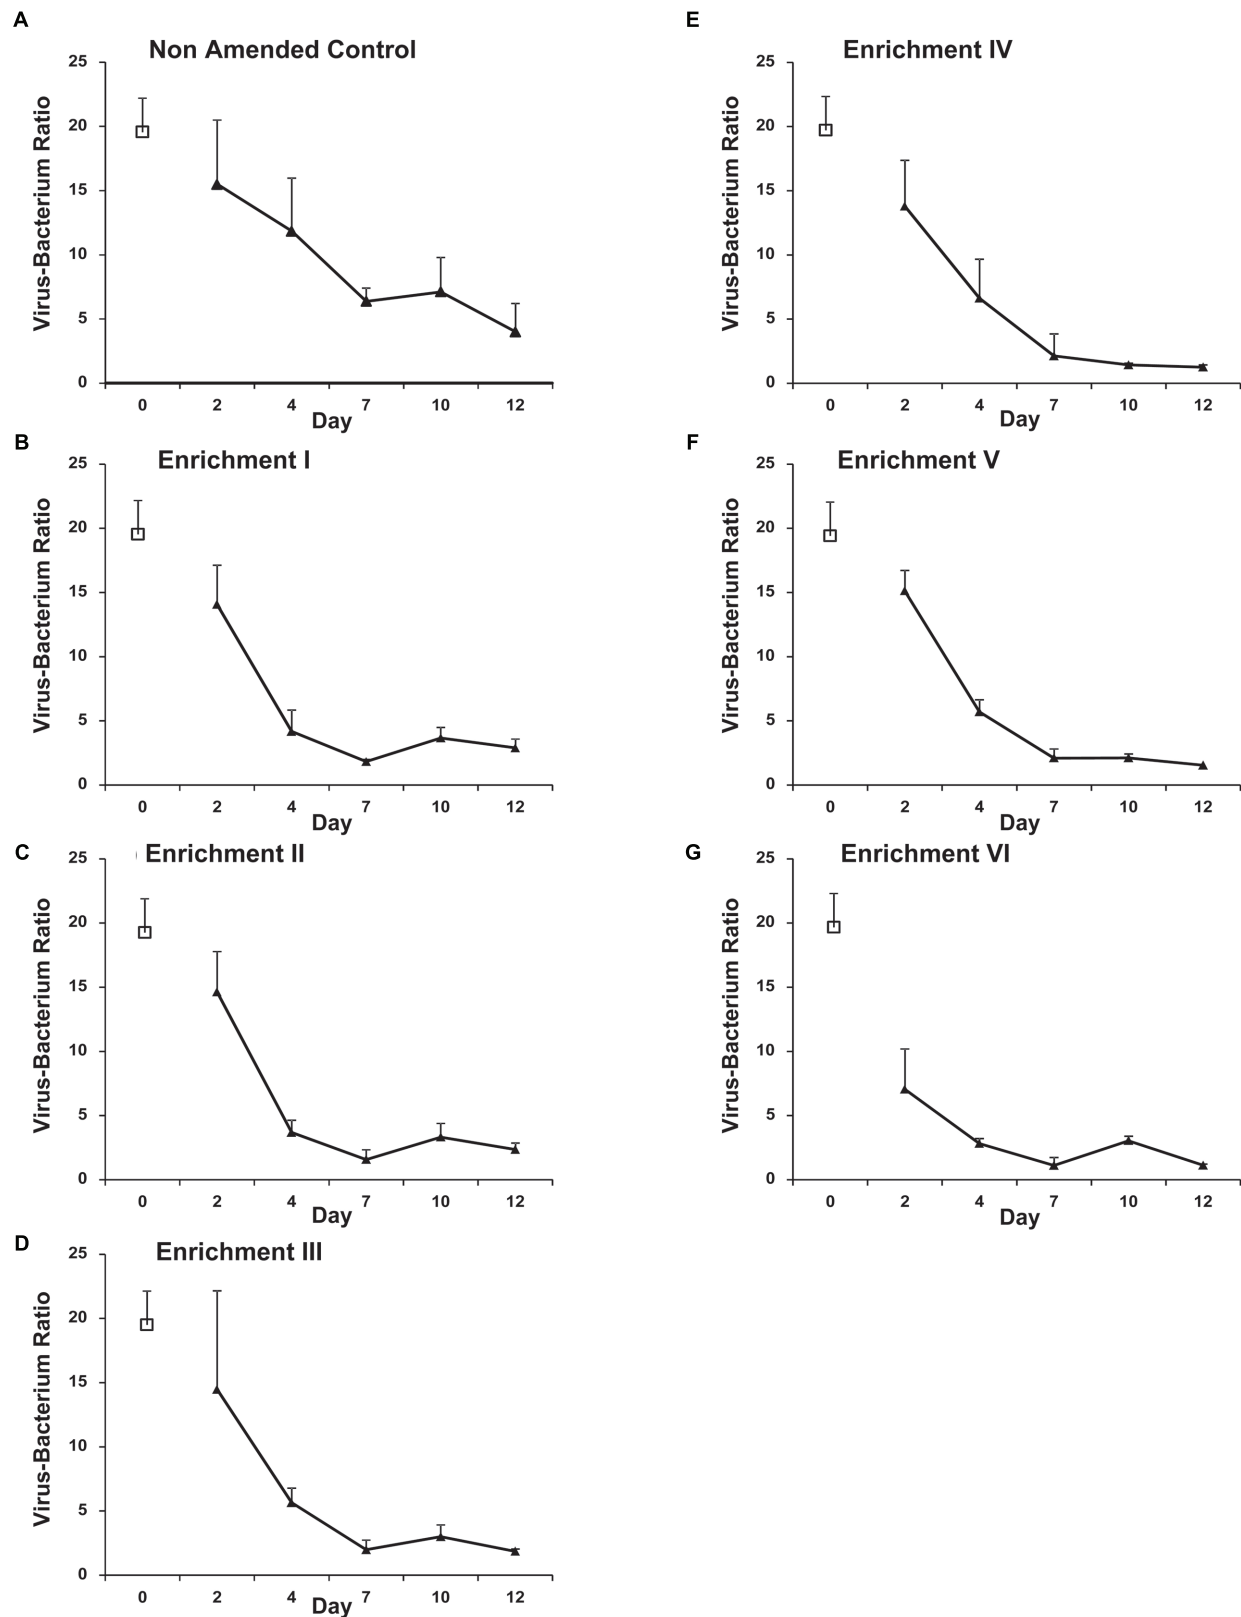 A
Non Amended Control
Virus-Bacterium Ratio
25
20
15
10
5
0
0 2 4 7 10 12
Day
B
Enrichment I
Virus-Bacterium Ratio
25
20
15
10
5
0
0 2 4 7 10 12
Day
C
Enrichment II
Virus-Bacterium Ratio
25
20
15
10
5
0
0 2 4 7 10 12
Day
D
Enrichment III
Virus-Bacterium Ratio
25
20
15
10
5
0
0 2 4 7 10 12
Day
E
Enrichment IV
Virus-Bacterium Ratio
25
20
15
10
5
0
0 2 4 7 10 12
Day
F
Enrichment V
Virus-Bacterium Ratio
25
20
15
10
5
0
0 2 4 7 10 12
Day
G
Enrichment VI
Virus-Bacterium Ratio
25
20
15
10
5
0
0 2 4 7 10 12
Day